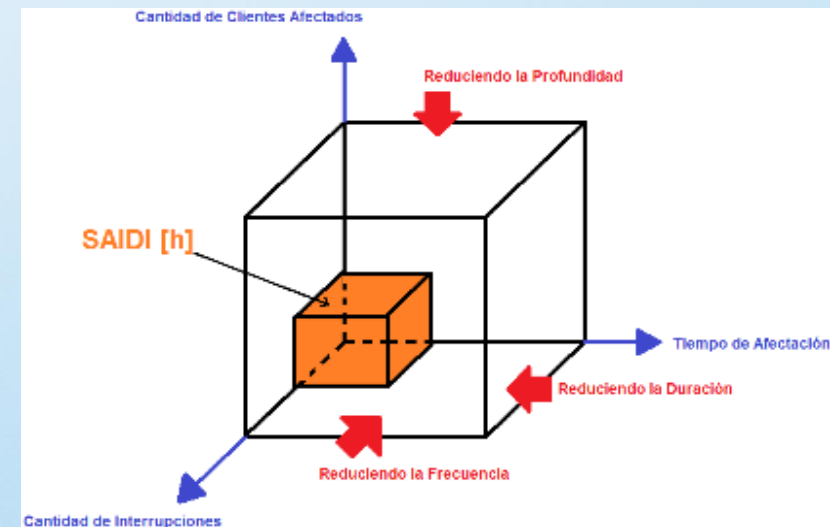 Cantidad de Clientes Afectados
Reduciendo la Profundidad
SAIDI [h]
Tiempo de Afectación
Reduciendo la Duración
Reduciendo la Frecuencia
Cantidad de Interrupciones